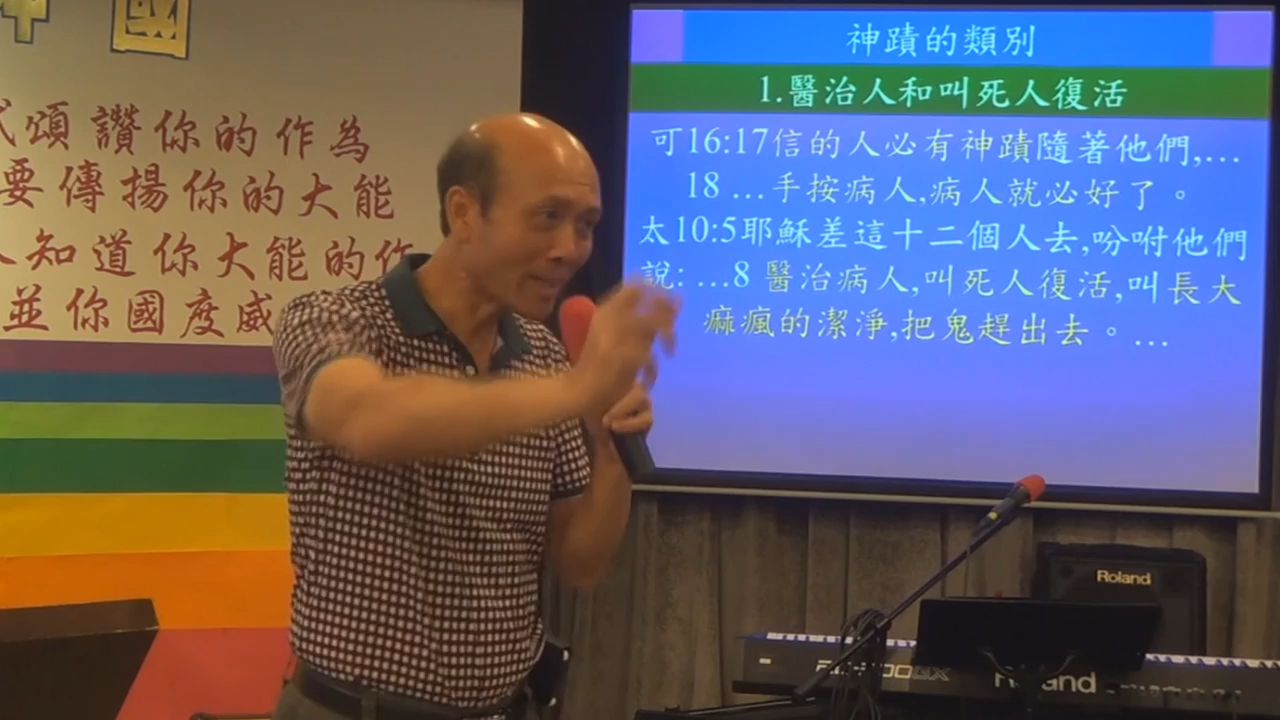 神國
代頌讚你的作為
要傳揚你的大能
人知道你大能的作
並你國度威
神蹟的類別
1.醫治人和叫死人復活
可16:17信的人必有神蹟隨著他們,…
18 …手按病人,病人就必好了。
太10:5耶穌差這十二個人去,吩咐他們
說: …8 醫治病人,叫死人復活,叫長大
痲瘋的潔淨,把鬼趕出去。…
Roland
Roland